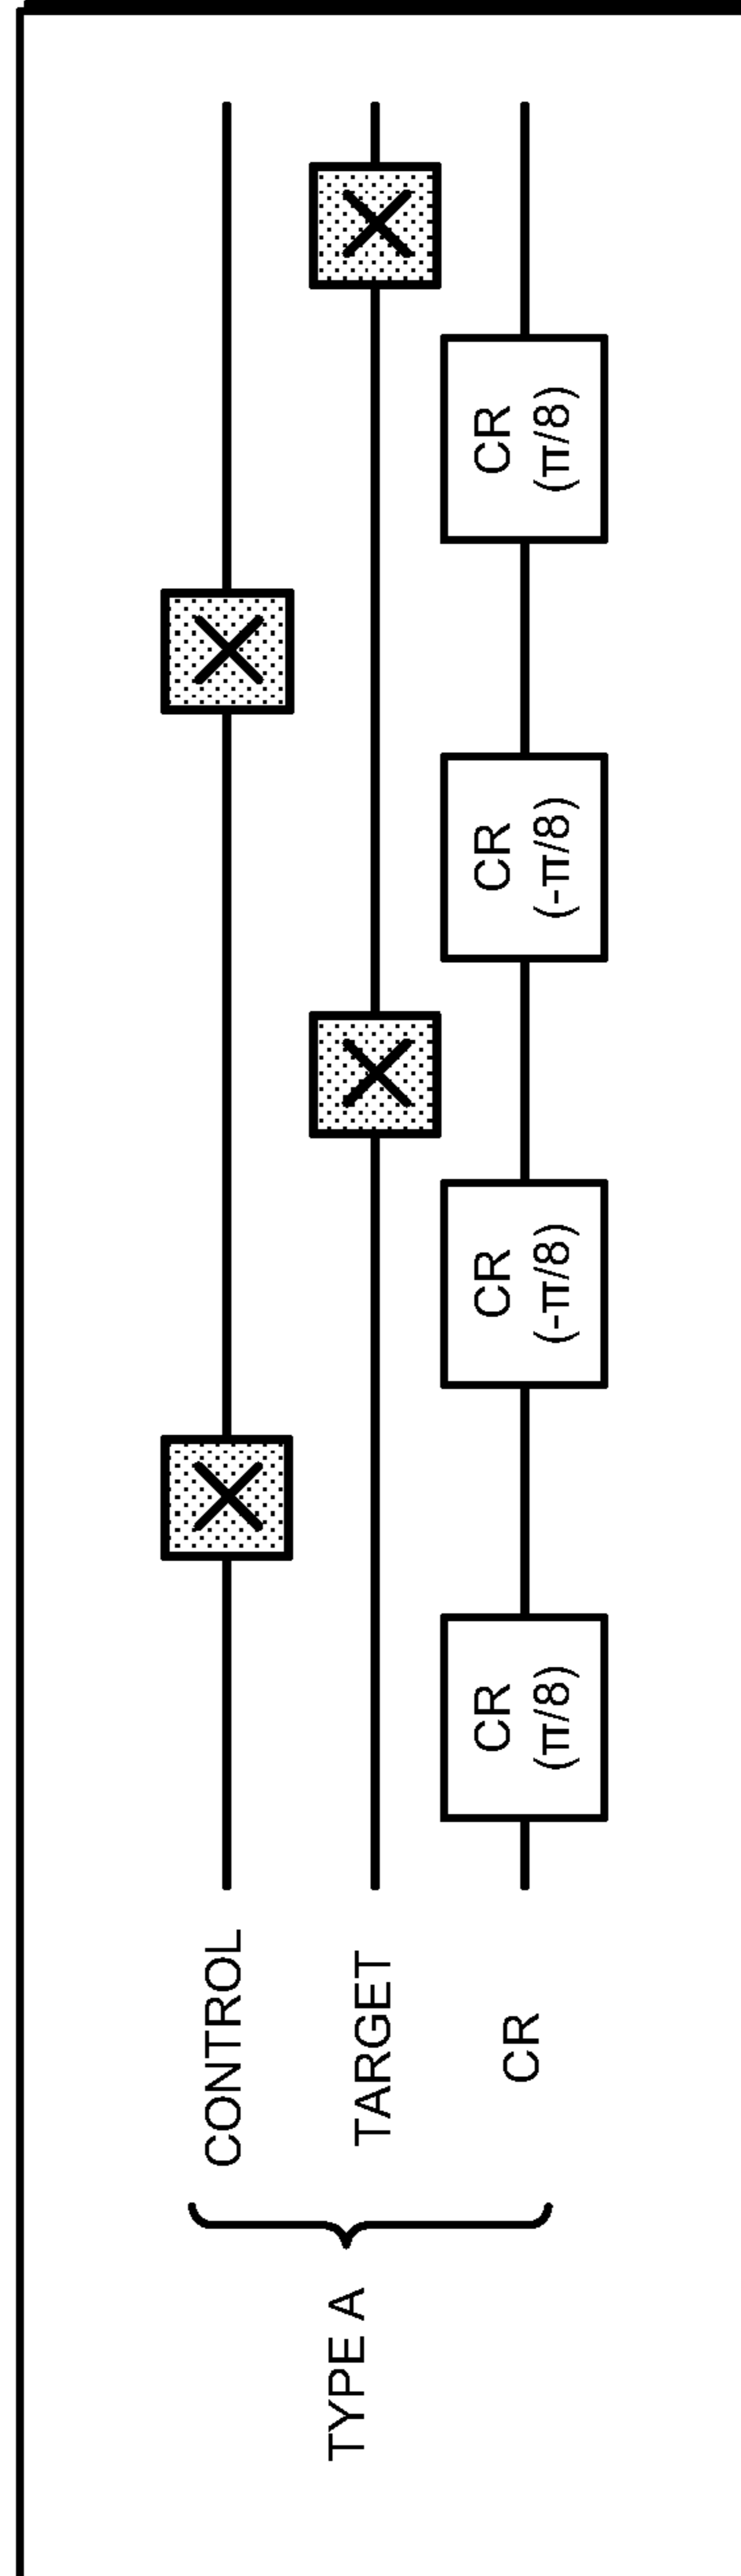 TYPE A
CONTROL
X
X
TARGET
X
X
CR
CR
(π/8)
CR
(-π/8)
CR
(-π/8)
CR
(π/8)